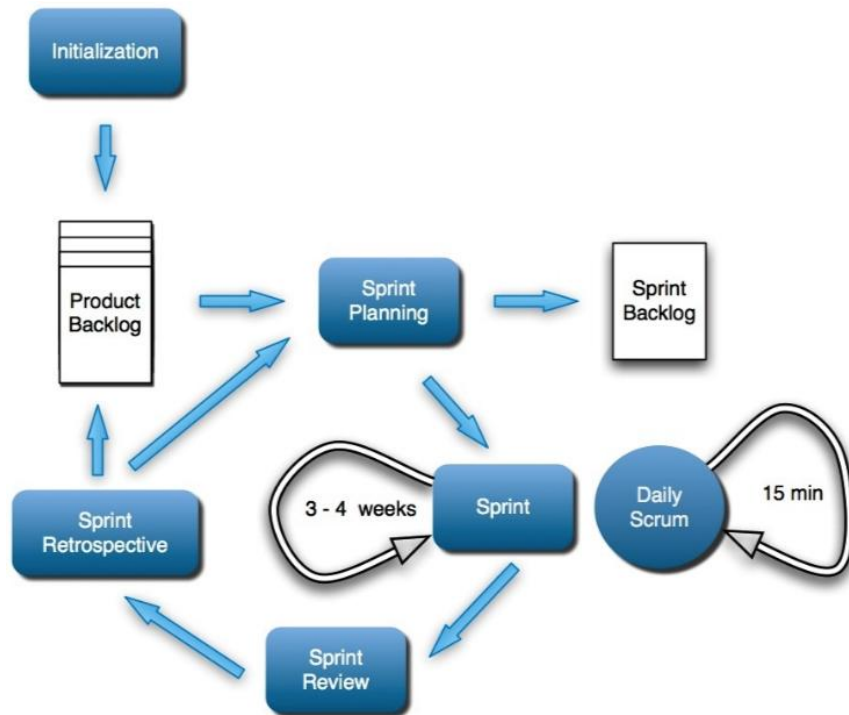 Initialization
Product
Backlog
Sprint
Planning
Sprint
Backlog
Sprint
Retrospective
3 - 4 weeks
Sprint
Daily
Scrum
15 min
Sprint
Review